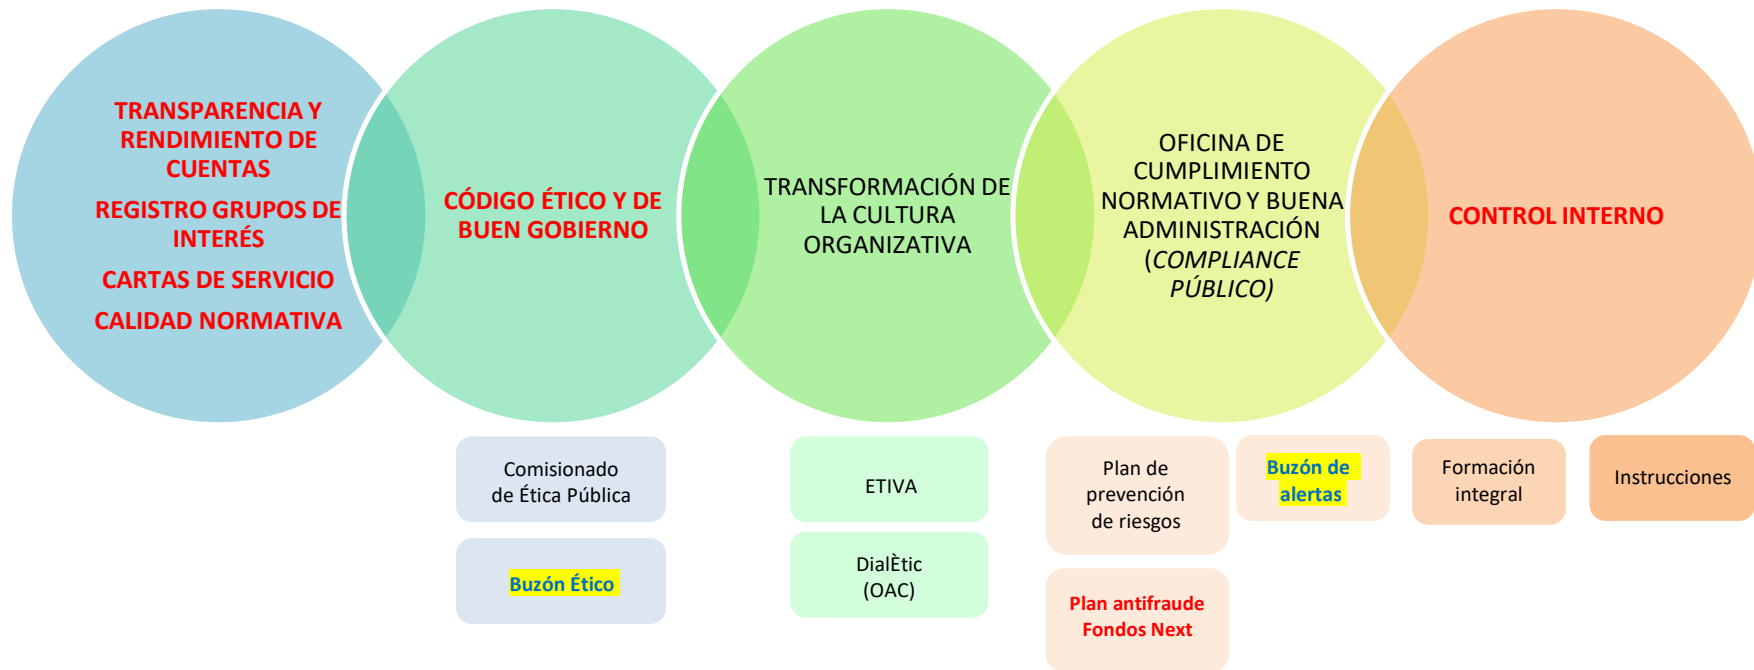 TRANSPARENCIA Y
RENDIMIENTO DE
CUENTAS
REGISTRO GRUPOS DE
INTERÉS
CARTAS DE SERVICIO
CALIDAD NORMATIVA
CÓDIGO ÉTICO Y DE
BUEN GOBIERNO
TRANSFORMACIÓN DE
LA CULTURA
ORGANIZATIVA
OFICINA DE
CUMPLIMIENTO
NORMATIVO Y BUENA
ADMINISTRACIÓN
(COMPLIANCE
PÚBLICO)
CONTROL INTERNO
Comisionado
de Ética Pública
Buzón Ético
ETIVA
DialÈtic
(OAC)
Plan de
prevención
de riesgos
Buzón de
alertas
Plan antifraude
Fondos Next
Formación
integral
Instrucciones